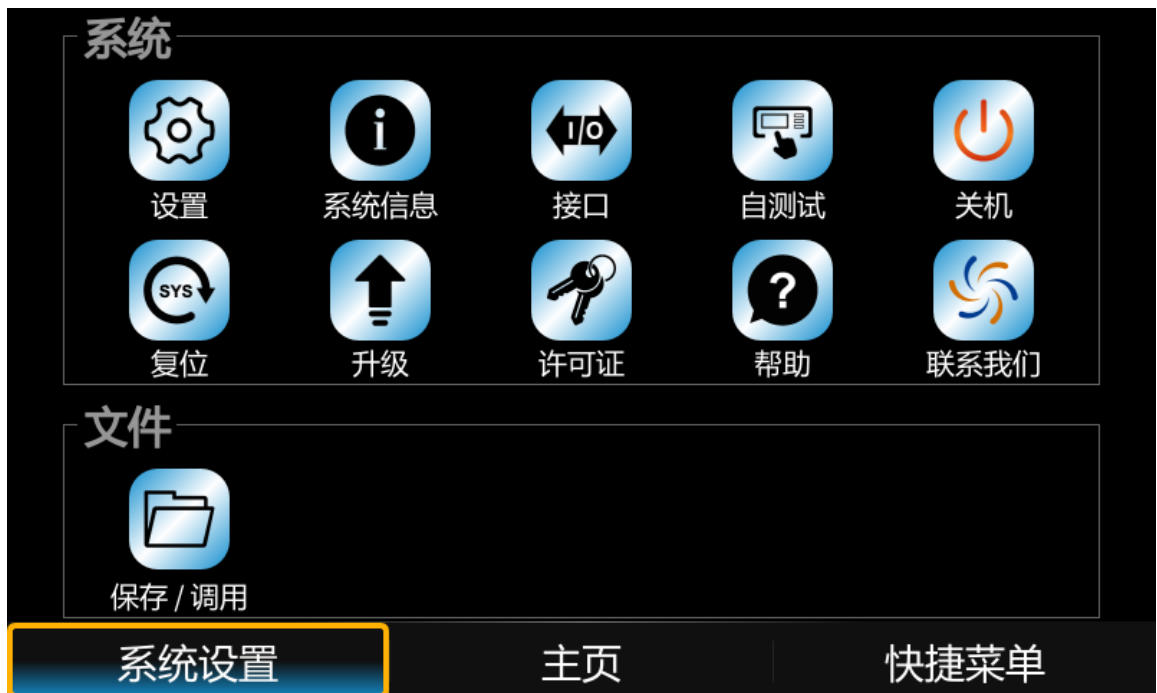 系统
i
I/O
设置
系统信息
接口
自测试
关机
SYS
?
复位
升级
许可证
帮助
联系我们
文件
保存 / 调用
系统设置
主页
快捷菜单